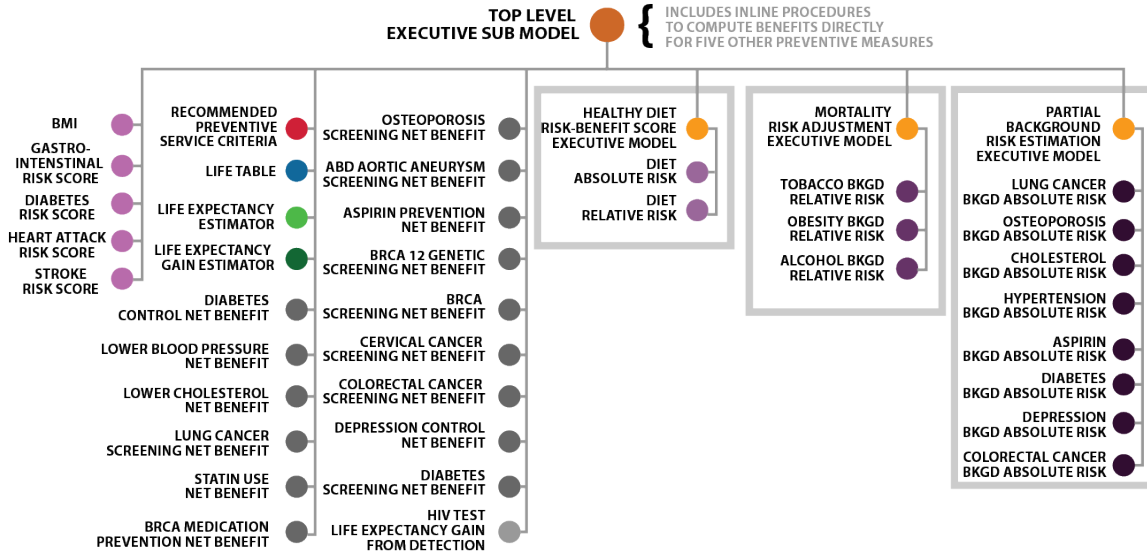 TOP LEVEL
EXECUTIVE SUB MODEL
{
INCLUDES INLINE PROCEDURES
TO COMPUTE BENEFITS DIRECTLY
FOR FIVE OTHER PREVENTIVE MEASURES
BMI
GASTRO-
INTENSTINAL
RISK SCORE
DIABETES
RISK SCORE
HEART ATTACK
RISK SCORE
STROKE
RISK SCORE
RECOMMENDED
PREVENTIVE
SERVICE CRITERIA
LIFE TABLE
LIFE EXPECTANCY
ESTIMATOR
LIFE EXPECTANCY
GAIN ESTIMATOR
DIABETES
CONTROL NET BENEFIT
LOWER BLOOD PRESSURE
NET BENEFIT
LOWER CHOLESTEROL
NET BENEFIT
LUNG CANCER
SCREENING NET BENEFIT
STATIN USE
NET BENEFIT
BRCA MEDICATION
PREVENTION NET BENEFIT
OSTEOPOROSIS
SCREENING NET BENEFIT
ABD AORTIC ANEURYSM
SCREENING NET BENEFIT
ASPIRIN PREVENTION
NET BENEFIT
BRCA 12 GENETIC
SCREENING NET BENEFIT
BRCA
SCREENING NET BENEFIT
CERVICAL CANCER
SCREENING NET BENEFIT
COLORECTAL CANCER
SCREENING NET BENEFIT
DEPRESSION CONTROL
NET BENEFIT
DIABETES
SCREENING NET BENEFIT
HIV TEST
LIFE EXPECTANCY GAIN
FROM DETECTION
HEALTHY DIET
RISK-BENEFIT SCORE
EXECUTIVE MODEL
DIET
ABSOLUTE RISK
DIET
RELATIVE RISK
MORTALITY
RISK ADJUSTMENT
EXECUTIVE MODEL
TOBACCO BKGD
RELATIVE RISK
OBESITY BKGD
RELATIVE RISK
ALCOHOL BKGD
RELATIVE RISK
PARTIAL
BACKGROUND
RISK ESTIMATION
EXECUTIVE MODEL
LUNG CANCER
BKGD ABSOLUTE RISK
OSTEOPOROSIS
BKGD ABSOLUTE RISK
CHOLESTEROL
BKGD ABSOLUTE RISK
HYPERTENSION
BKGD ABSOLUTE RISK
ASPIRIN
BKGD ABSOLUTE RISK
DIABETES
BKGD ABSOLUTE RISK
DEPRESSION
BKGD ABSOLUTE RISK
COLORECTAL CANCER
BKGD ABSOLUTE RISK